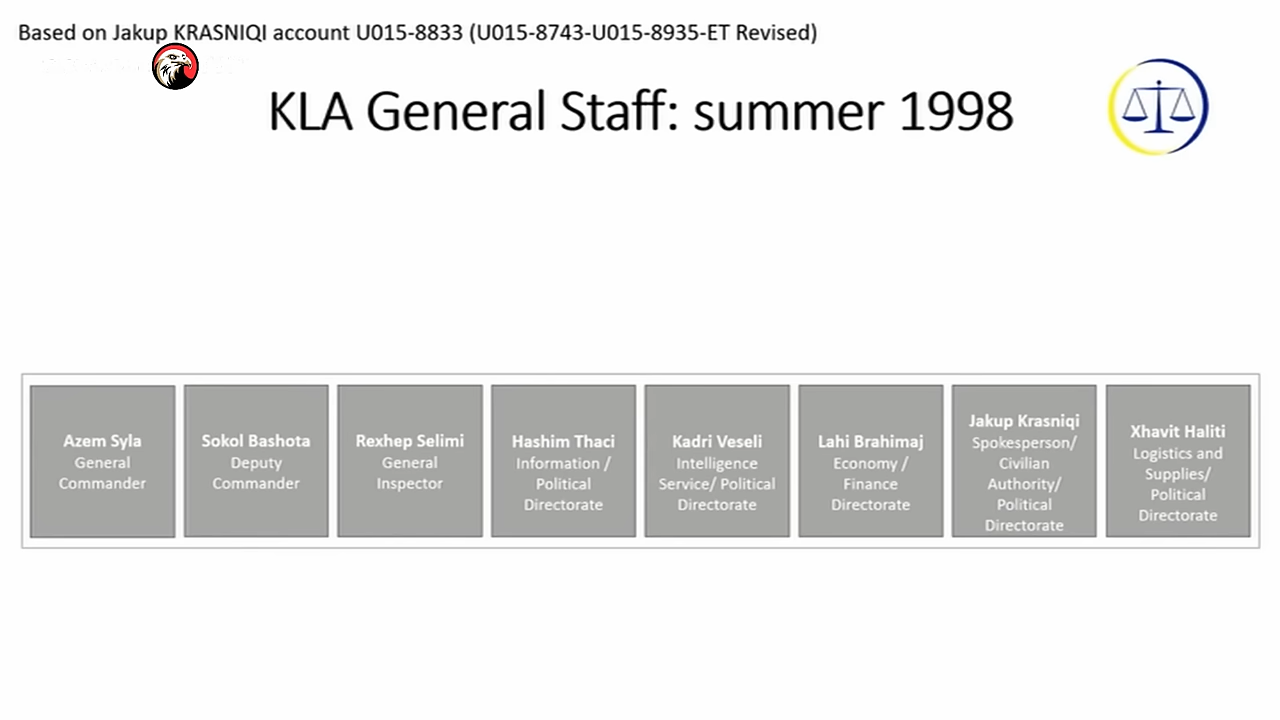 Based on Jakup KRASNIQI account U015-8833 (U015-8743-U015-8935-ET Revised)
KLA General Staff: summer 1998
Azem Syla
General
Commander
Sokol Bashota
Deputy
Commander
Rexhep Selimi
General
Inspector
Hashim Thaci
Information /
Political
Directorate
Kadri Veseli
Intelligence
Service/ Political
Directorate
Lahi Brahimaj
Economy /
Finance
Directorate
Jakup Krasniqi
Spokesperson/
Civilian
Authority/
Political
Directorate
Xhavit Haliti
Logistics and
Supplies/
Political
Directorate